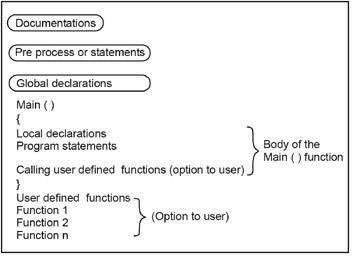 Documentations
Pre process or statements
Global declarations
Main ( )
{
Local declarations
Program statements
Calling user defined functions (option to user)
}
Body of the
Main ( ) function
User defined functions
Function 1
Function 2
Function n
(Option to user)